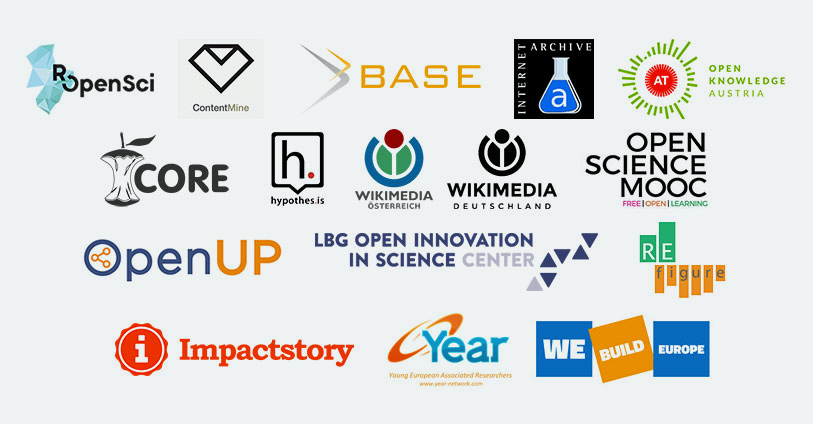 ROpenSci
ContentMine
BASE
INTERNET ARCHIVE
a
AT
OPEN
KNOWLEDGE
AUSTRIA
CORE
h.
hypothes.is
WIKIMEDIA
ÖSTERREICH
WIKIMEDIA
DEUTSCHLAND
OPEN
SCIENCE
MOOC
FREE|OPEN|LEARNING
OpenUP
LBG OPEN INNOVATION
IN SCIENCE CENTER
RE
figure
i
Impactstory
Year
Young European Associated Researchers
www.year-network.com
WE
BUILD
EUROPE